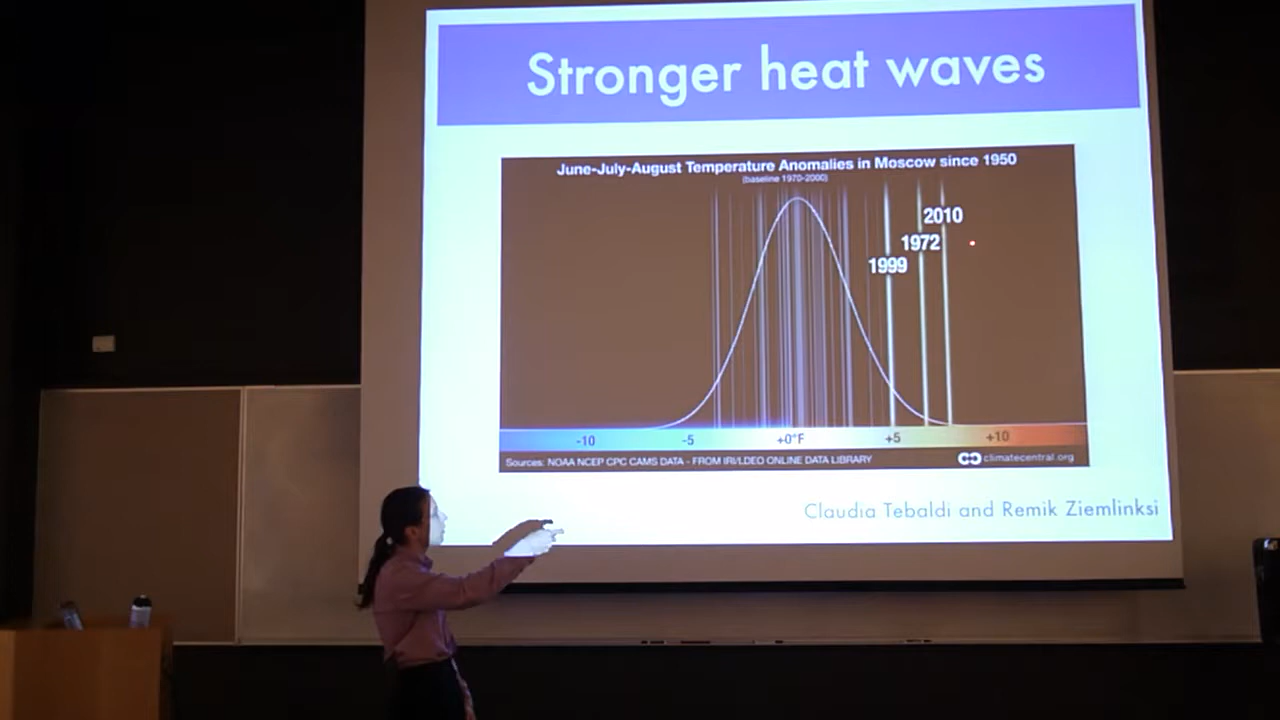 Stronger heat waves
June-July-August Temperature Anomalies in Moscow since 1950
(baseline 1970-2000)
2010
1972
1999
-10 -5 +0°F +5 +10
Sources: NOAA NCEP CPC CAMS DATA - FROM IRI/LDEO ONLINE DATA LIBRARY climatecentral.org
Claudia Tebaldi and Remik Ziemlinksi